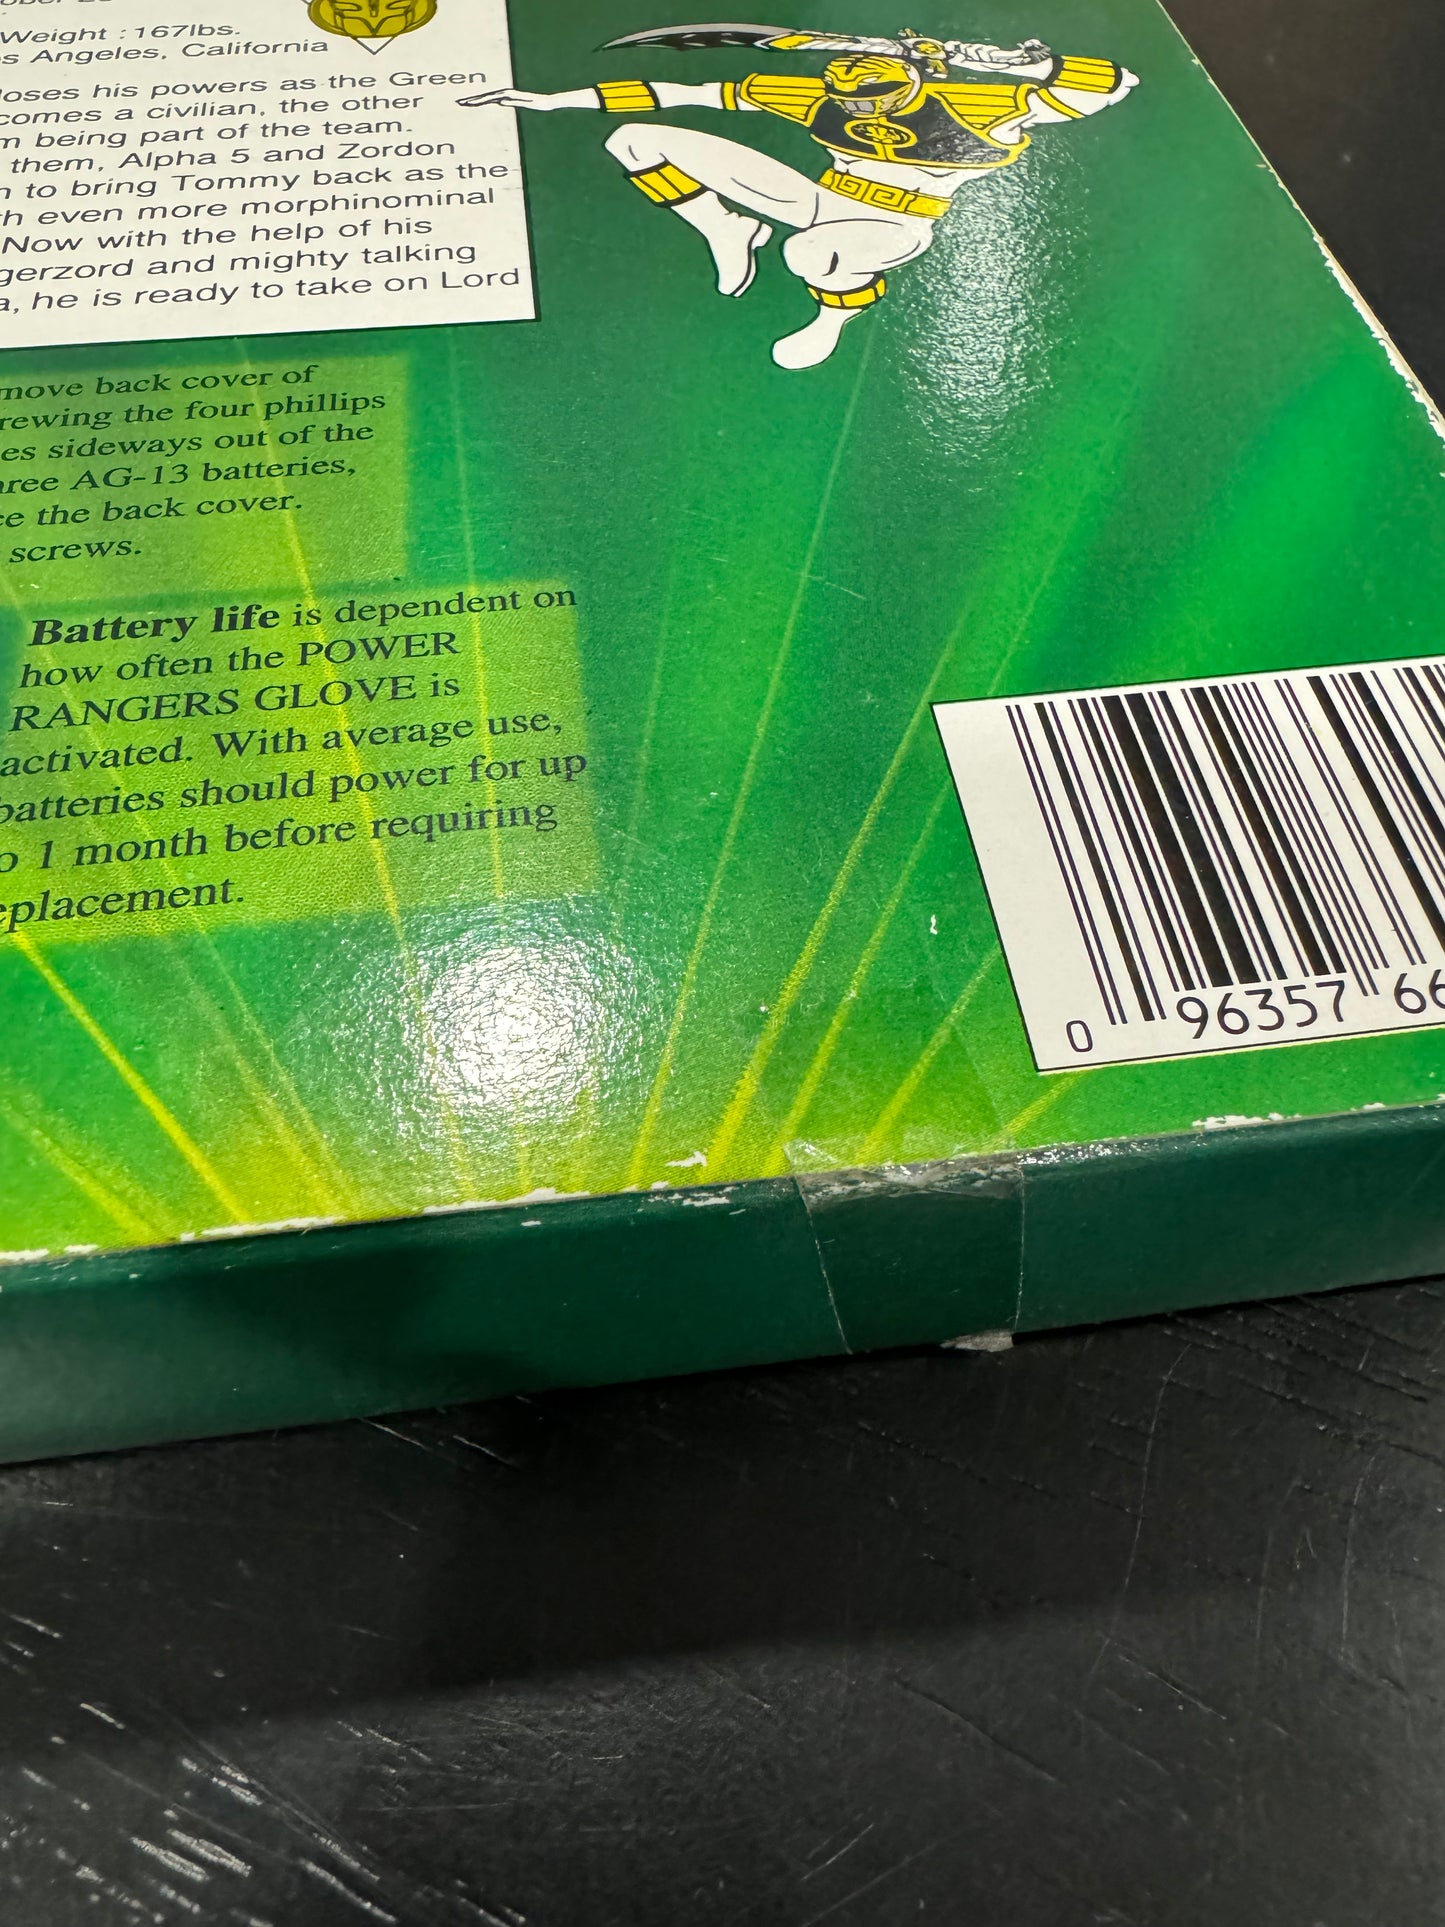 Weight : 167lbs.
Angeles, California
loses his powers as the Green
comes a civilian, the other
m being part of the team.
them, Alpha 5 and Zordon
n to bring Tommy back as the
h even more morphinominal
Now with the help of his
gerzord and mighty talking
a, he is ready to take on Lord
move back cover of
rewing the four phillips
es sideways out of the
hree AG-13 batteries,
ce the back cover.
screws.
Battery life is dependent on
how often the POWER
RANGERS GLOVE is
activated. With average use,
batteries should power for up
o 1 month before requiring
eplacement.
0 96357 66